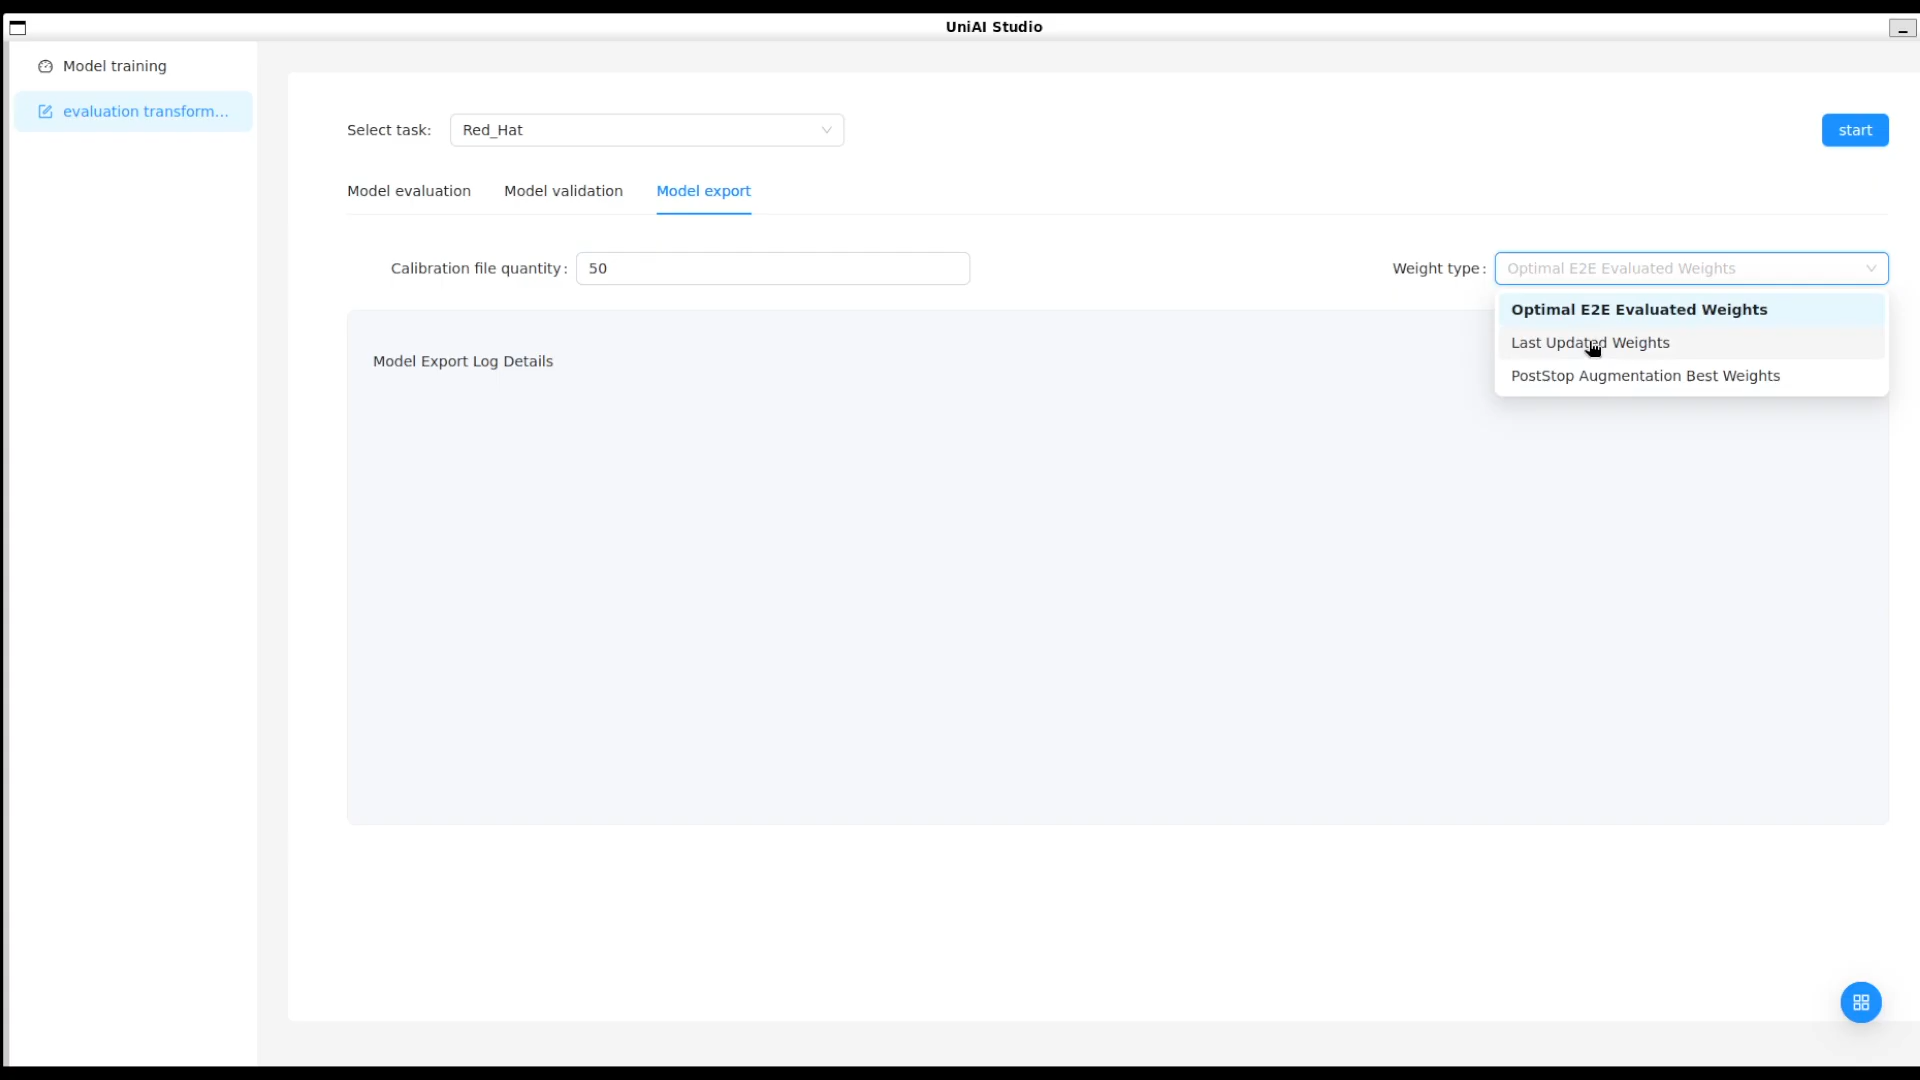 UniAI Studio
Model training
evaluation transform...
Select task: Red_Hat
start
Model evaluation Model validation Model export
Calibration file quantity: 50
Weight type: Optimal E2E Evaluated Weights
Optimal E2E Evaluated Weights
Last Updated Weights
PostStop Augmentation Best Weights
Model Export Log Details